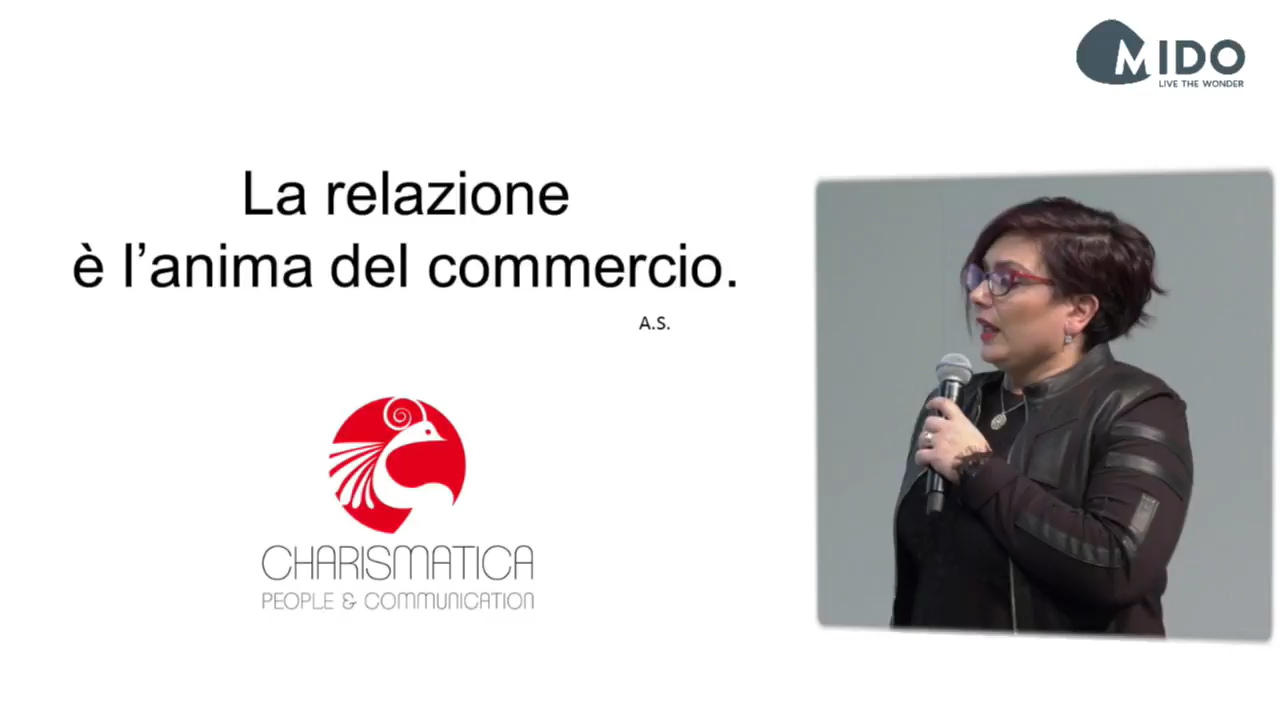 MIDO
LIVE THE WONDER
La relazione
è l’anima del commercio.
A.S.
CHARISMATICA
PEOPLE & COMMUNICATION